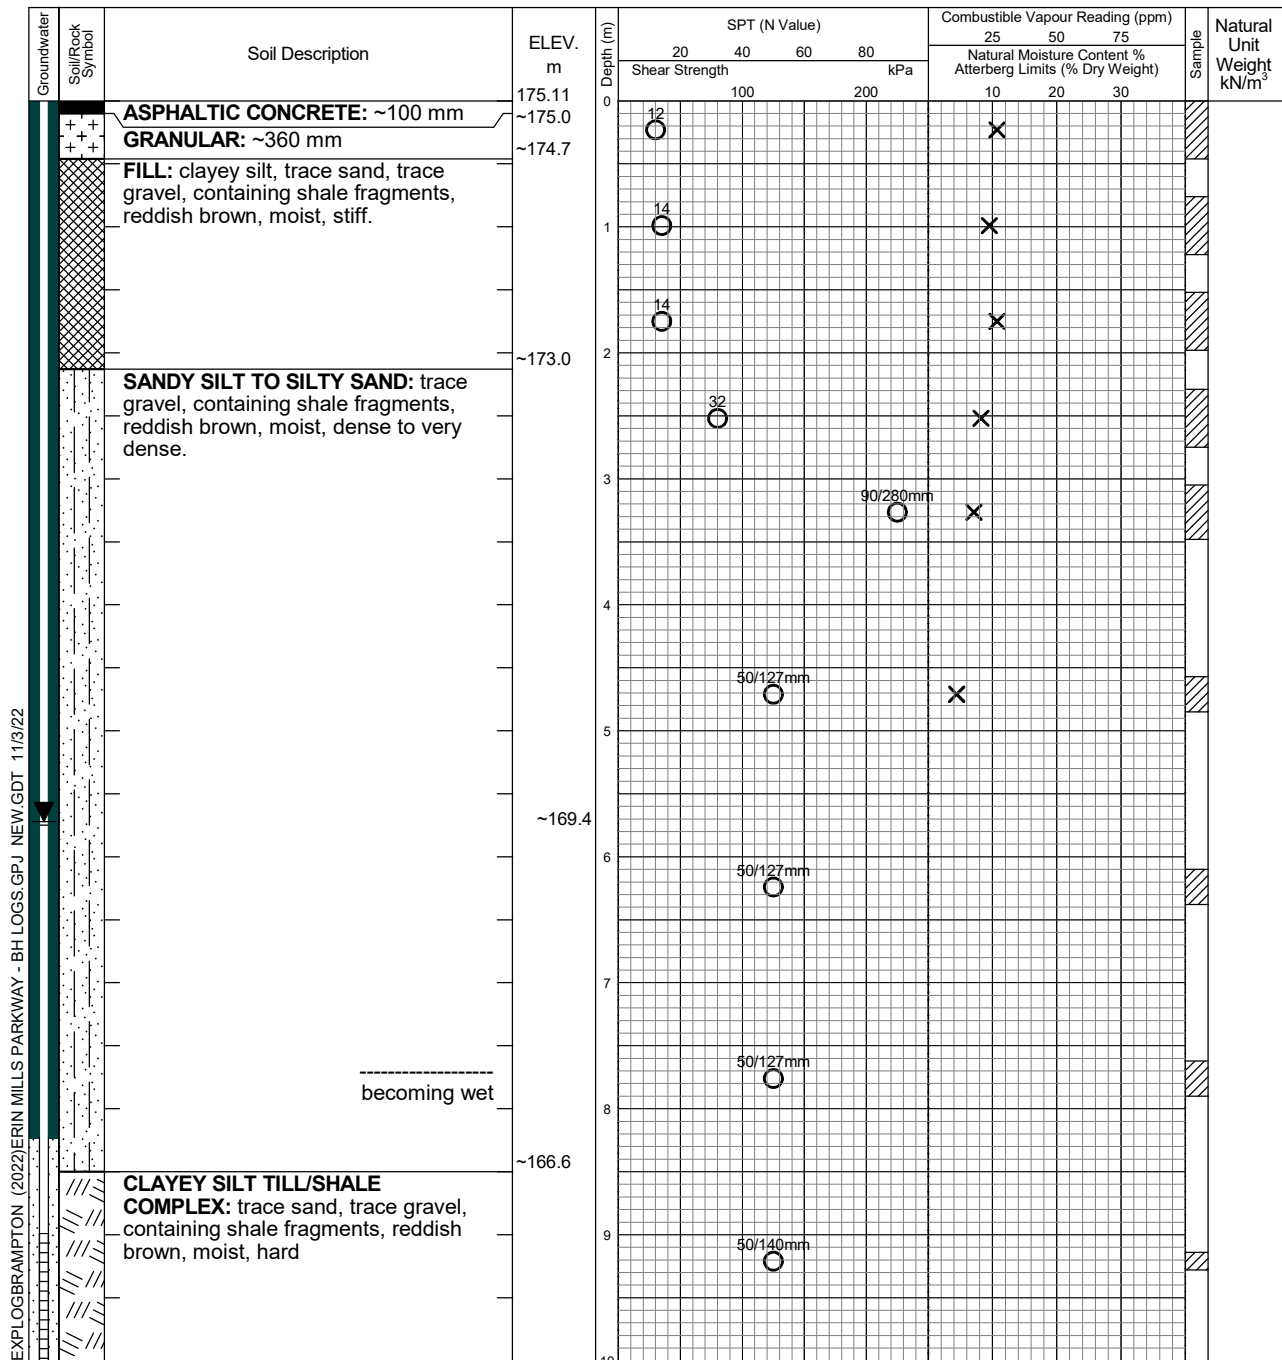 Groundwater
Soil/Rock
Symbol
Soil Description
ELEV.
m
175.11
Depth (m)
SPT (N Value)
20 40 60 80
Shear Strength kPa
100 200
Combustible Vapour Reading (ppm)
25 50 75
Natural Moisture Content %
Atterberg Limits (% Dry Weight)
10 20 30
Sample
Natural
Unit
Weight
kN/m³
ASPHALTIC CONCRETE: ~100 mm
~175.0
GRANULAR: ~360 mm
~174.7
FILL: clayey silt, trace sand, trace
gravel, containing shale fragments,
reddish brown, moist, stiff.
~173.0
SANDY SILT TO SILTY SAND: trace
gravel, containing shale fragments,
reddish brown, moist, dense to very
dense.
~169.4
becoming wet
~166.6
CLAYEY SILT TILL/SHALE
COMPLEX: trace sand, trace gravel,
containing shale fragments, reddish
brown, moist, hard
0
12
14
1
14
2
32
3
90/280mm
4
50/127mm
5
50/127mm
6
7
50/127mm
8
9
50/140mm
10
EXPLOGBRAMPTON (2022)ERIN MILLS PARKWAY - BH LOGS.GPJ NEW.GDT 11/3/22